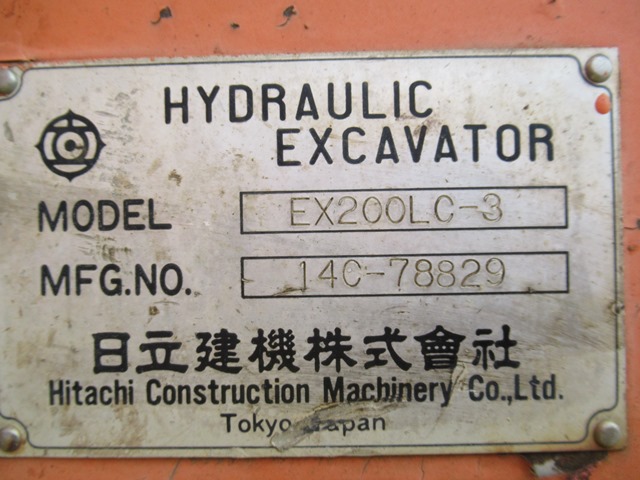 HYDRAULIC
EXCAVATOR
MODEL EX200LC-3
MFG.NO. 14C-78829
日立建機株式會社
Hitachi Construction Machinery Co.,Ltd.
Tokyo Japan